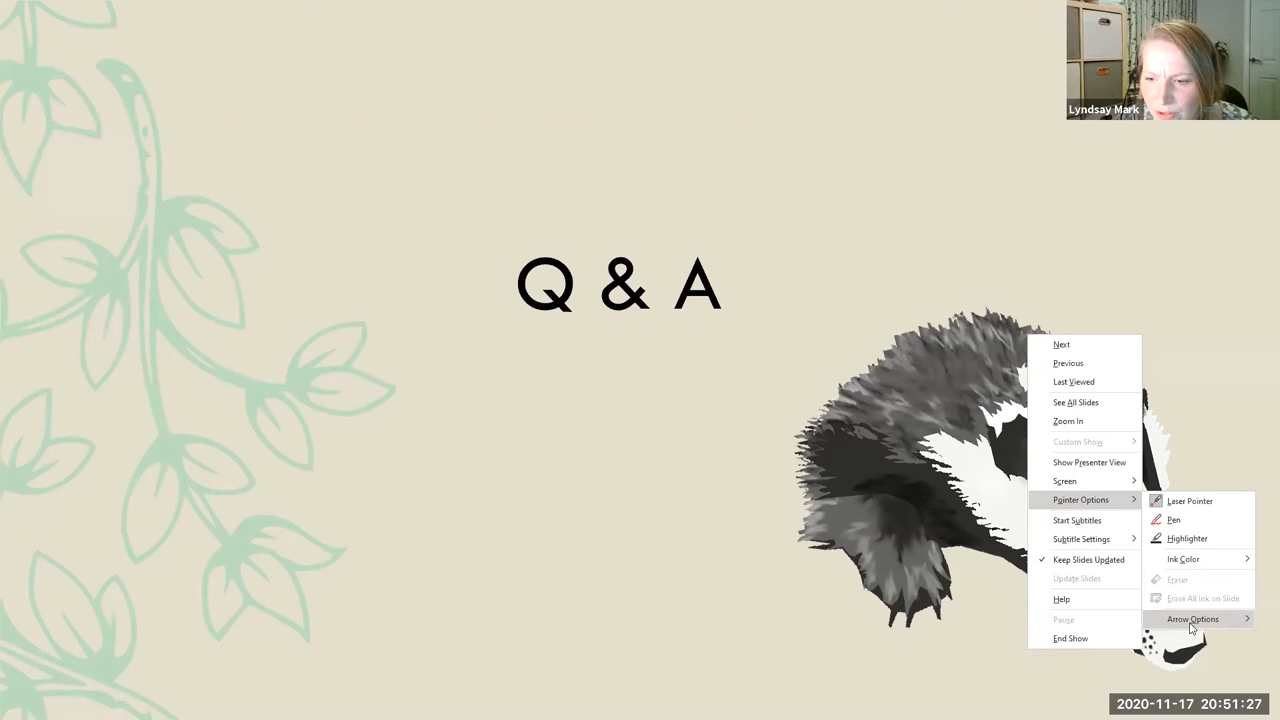 Lyndsay Mark
Q & A
Next
Previous
Last Viewed
See All Slides
Zoom In
Custom Show
Show Presenter View
Screen
Pointer Options
Start Subtitles
Subtitle Settings
Keep Slides Updated
Update Slides
Help
Pause
End Show
Laser Pointer
Pen
Highlighter
Ink Color
Eraser
Erase All Ink on Slide
Arrow Options
2020-11-17 20:51:27